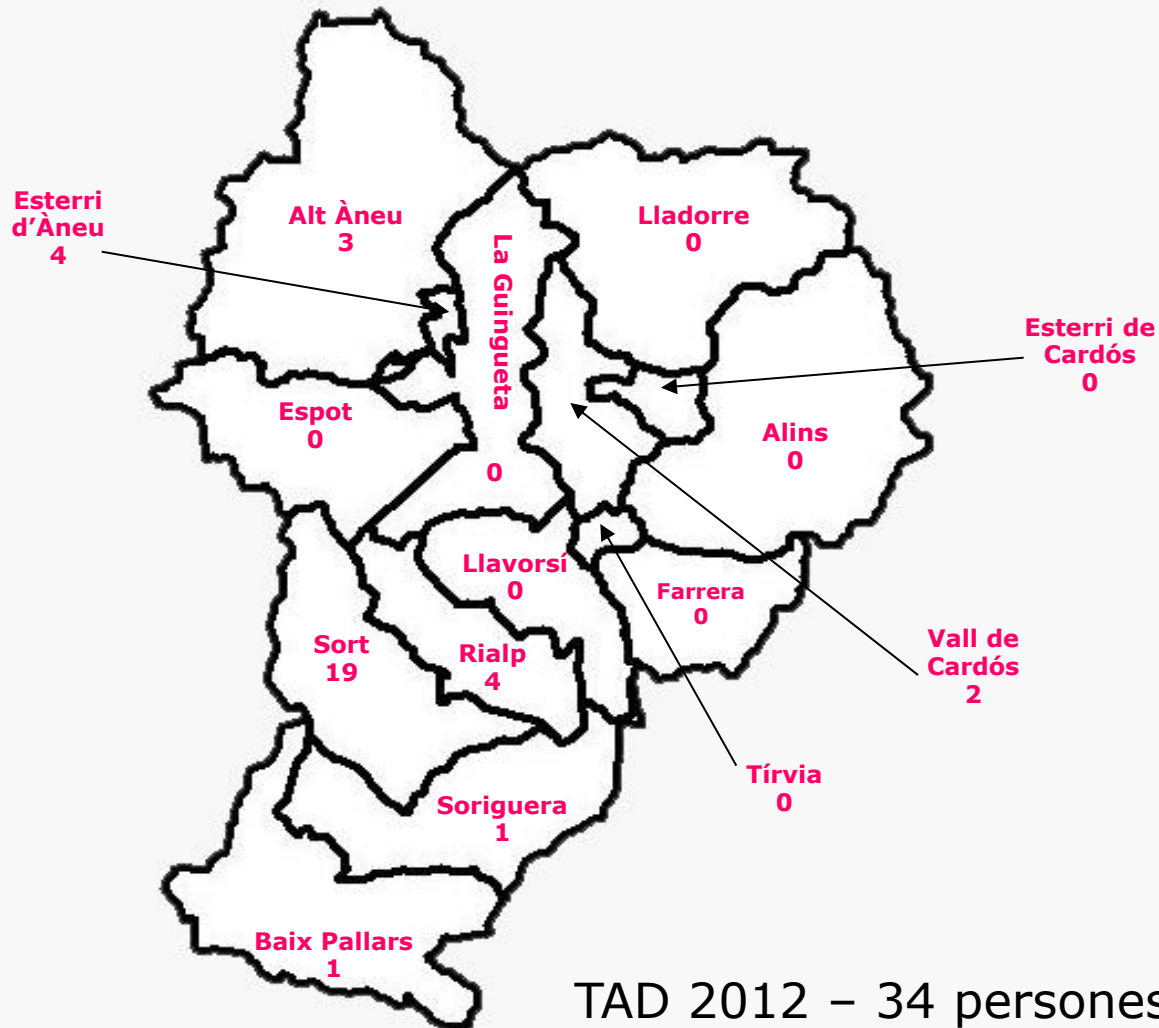 Esterri
d'Àneu
4
Alt Àneu
3
La Guingueta
0
Lladorre
0
Esterri de
Cardós
0
Espot
0
Alins
0
Llavorsí
0
Farrera
0
Sort
19
Rialp
4
Vall de
Cardós
2
Tírvia
0
Soriguera
1
Baix Pallars
1
TAD 2012 – 34 persones